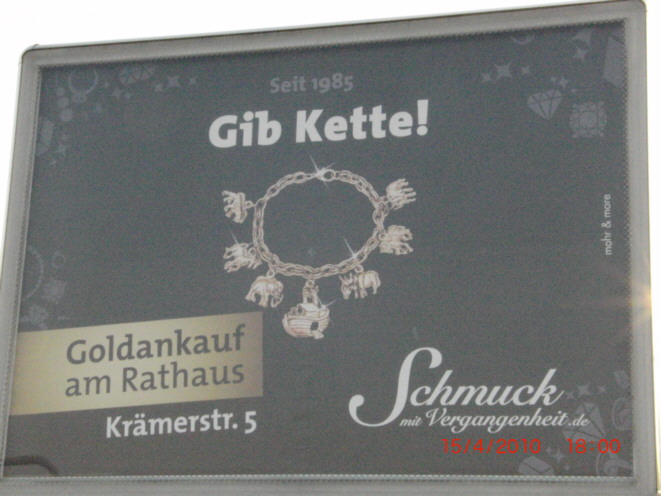 Seit 1985
Gib Kette!
mohr & more
Goldankauf
am Rathaus
Krämerstr. 5
Schmuck
mit Vergangenheit.de
15/4/2010 18:00